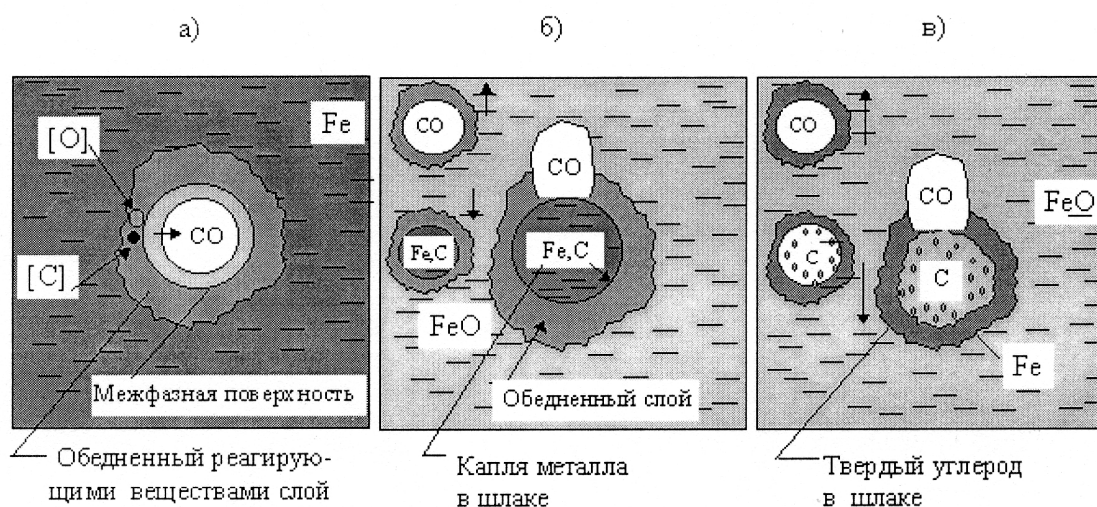 а)
б)
в)
[O]
Fe
CO
[C]
Межфазная поверхность
Обедненный реагирую-
щими веществами слой
CO
CO
Fe,C
Fe,C
FeO
Обедненный слой
Капля металла
в шлаке
CO
CO
FeO
C
C
Fe
Твердый углерод
в шлаке